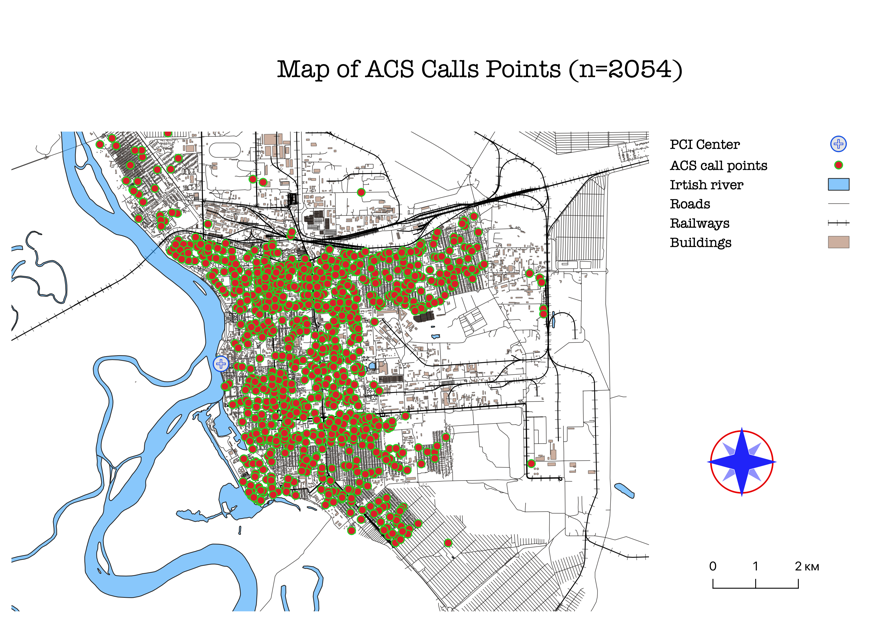 Map of ACS Calls Points (n=2054)
PCI Center
ACS call points
Irtish river
Roads
Railways
Buildings
0 1 2 км